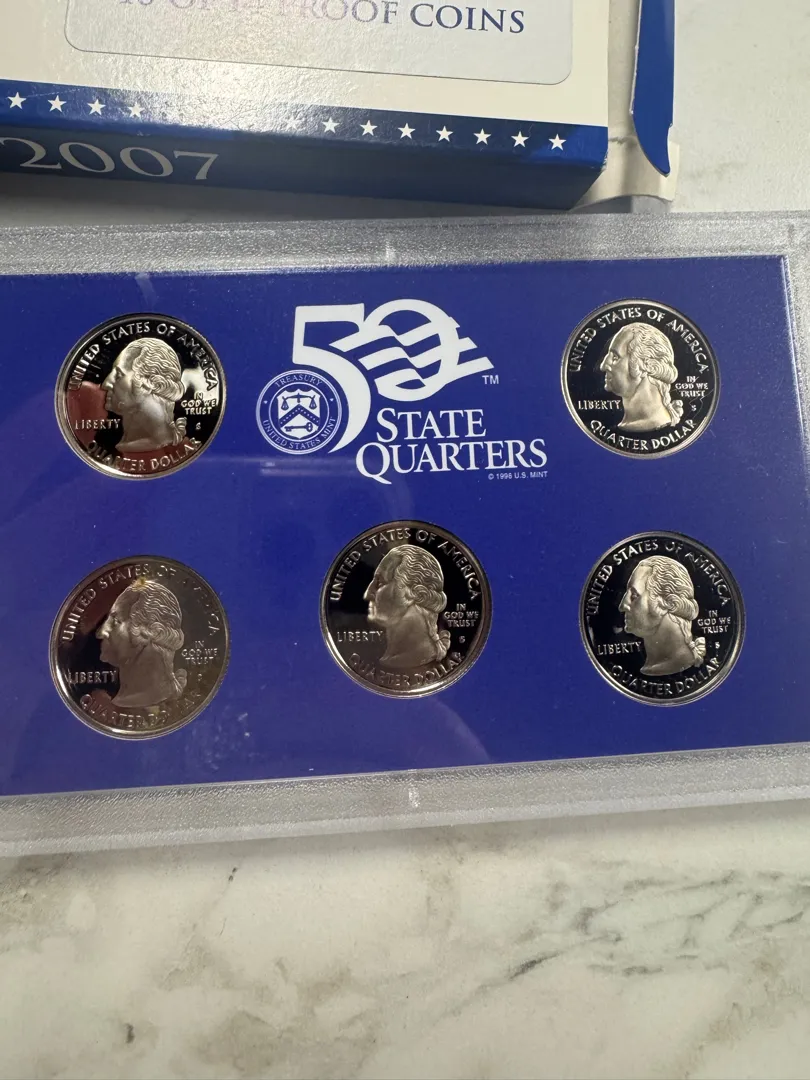 PROOF COINS
2007
50
TM
TREASURY
UNITED STATES MINT
STATE
QUARTERS
© 1998 U.S. MINT
UNITED STATES OF AMERICA
LIBERTY
IN
GOD WE
TRUST
S
QUARTER DOLLAR
UNITED STATES OF AMERICA
LIBERTY
IN
GOD WE
TRUST
S
QUARTER DOLLAR
UNITED STATES OF AMERICA
LIBERTY
IN
GOD WE
TRUST
QUARTER DOLLAR
UNITED STATES OF AMERICA
LIBERTY
IN
GOD WE
TRUST
S
QUARTER DOLLAR
UNITED STATES OF AMERICA
LIBERTY
IN
GOD WE
TRUST
S
QUARTER DOLLAR